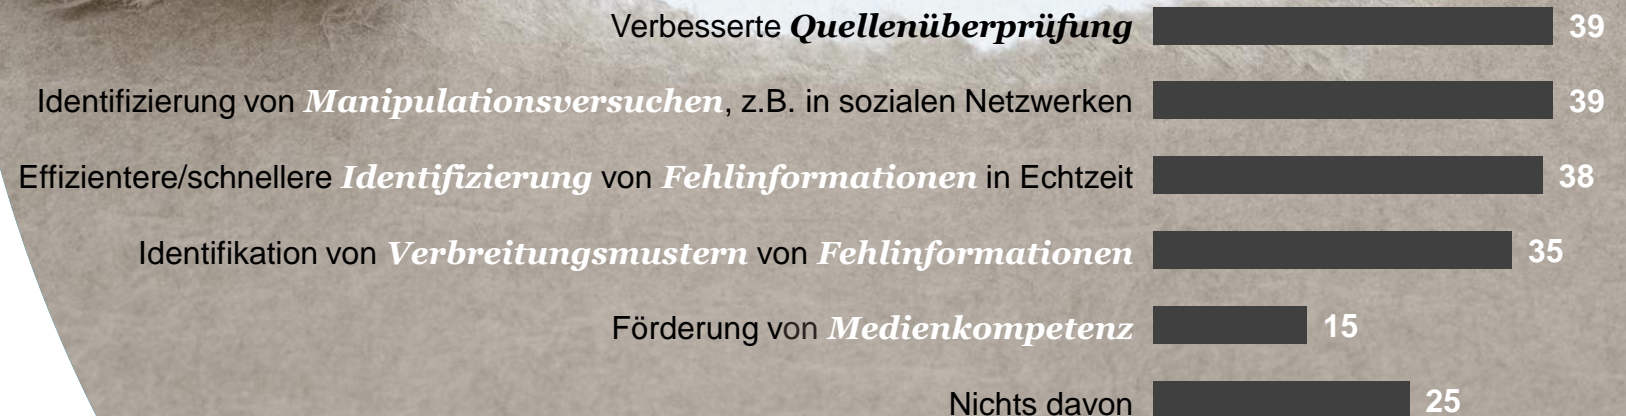 Verbesserte Quellenüberprüfung 39
Identifizierung von Manipulationsversuchen, z.B. in sozialen Netzwerken 39
Effizientere/schnellere Identifizierung von Fehlinformationen in Echtzeit 38
Identifikation von Verbreitungsmustern von Fehlinformationen 35
Förderung von Medienkompetenz 15
Nichts davon 25